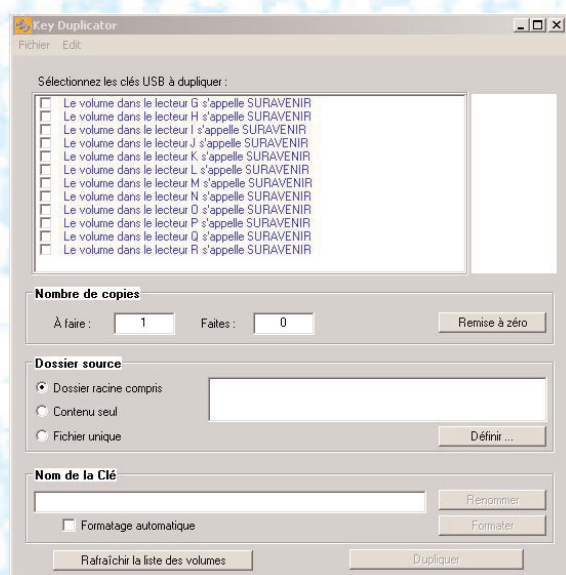 Key Duplicator
Fichier Edit
Sélectionnez les clés USB à dupliquer :
Le volume dans le lecteur G s'appelle SURAVENIR
Le volume dans le lecteur H s'appelle SURAVENIR
Le volume dans le lecteur I s'appelle SURAVENIR
Le volume dans le lecteur J s'appelle SURAVENIR
Le volume dans le lecteur K s'appelle SURAVENIR
Le volume dans le lecteur L s'appelle SURAVENIR
Le volume dans le lecteur M s'appelle SURAVENIR
Le volume dans le lecteur N s'appelle SURAVENIR
Le volume dans le lecteur O s'appelle SURAVENIR
Le volume dans le lecteur P s'appelle SURAVENIR
Le volume dans le lecteur Q s'appelle SURAVENIR
Le volume dans le lecteur R s'appelle SURAVENIR
Nombre de copies
À faire : 1 Faites : 0 Remise à zéro
Dossier source
Dossier racine compris
Contenu seul
Fichier unique Définir ...
Nom de la Clé
Renommer
Formatage automatique Formater
Rafraîchir la liste des volumes Dupliquer